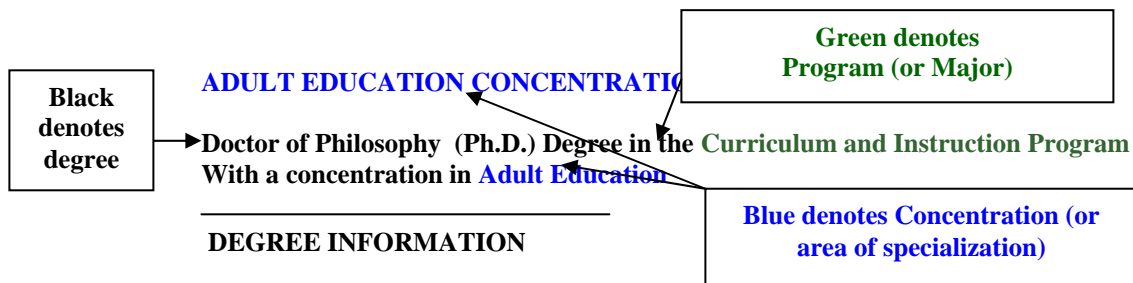 Green denotes
Program (or Major)
ADULT EDUCATION CONCENTRATIO
Black
denotes
degree
Doctor of Philosophy (Ph.D.) Degree in the Curriculum and Instruction Program
With a concentration in Adult Education
Blue denotes Concentration (or
area of specialization)
DEGREE INFORMATION